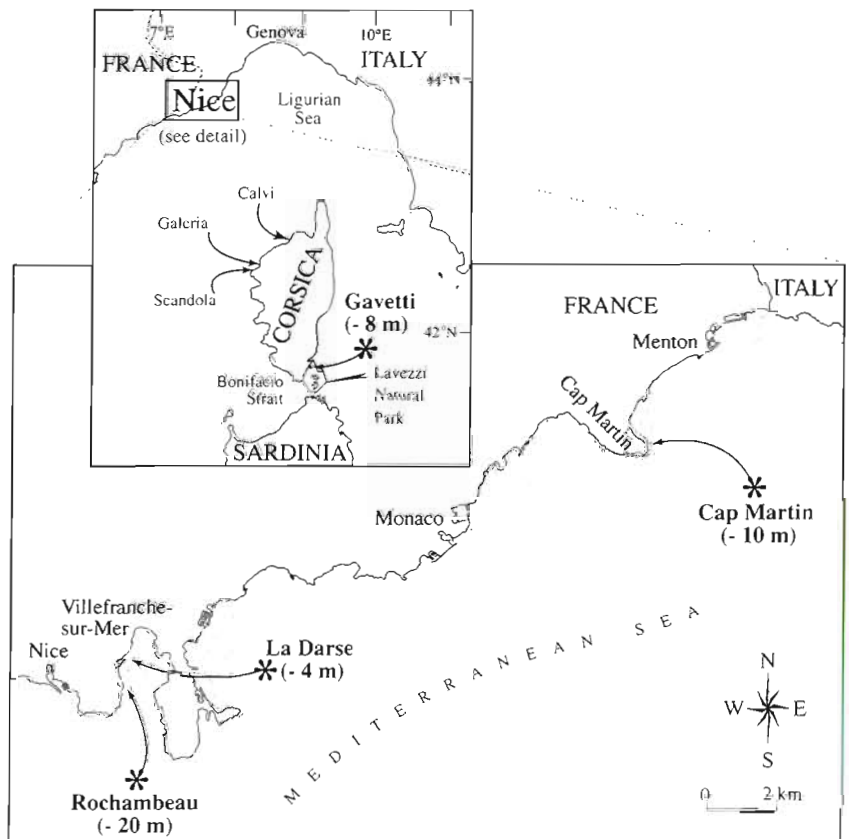 7°E
10°E
Genova
FRANCE
ITALY
44°N
Nice
(see detail)
Ligurian
Sea
Calvi
Galeria
Scandola
CORSICA
Gavetti
(- 8 m)
42°N
Bonifacio
Strait
Lavezzi
Natural
Park
SARDINIA
FRANCE
ITALY
Menton
Cap Martin
Cap Martin
(- 10 m)
Monaco
Villefranche-
sur-Mer
Nice
La Darse
(- 4 m)
MEDITERRANEAN SEA
Rochambeau
(- 20 m)
N
W E
S
0 2 km